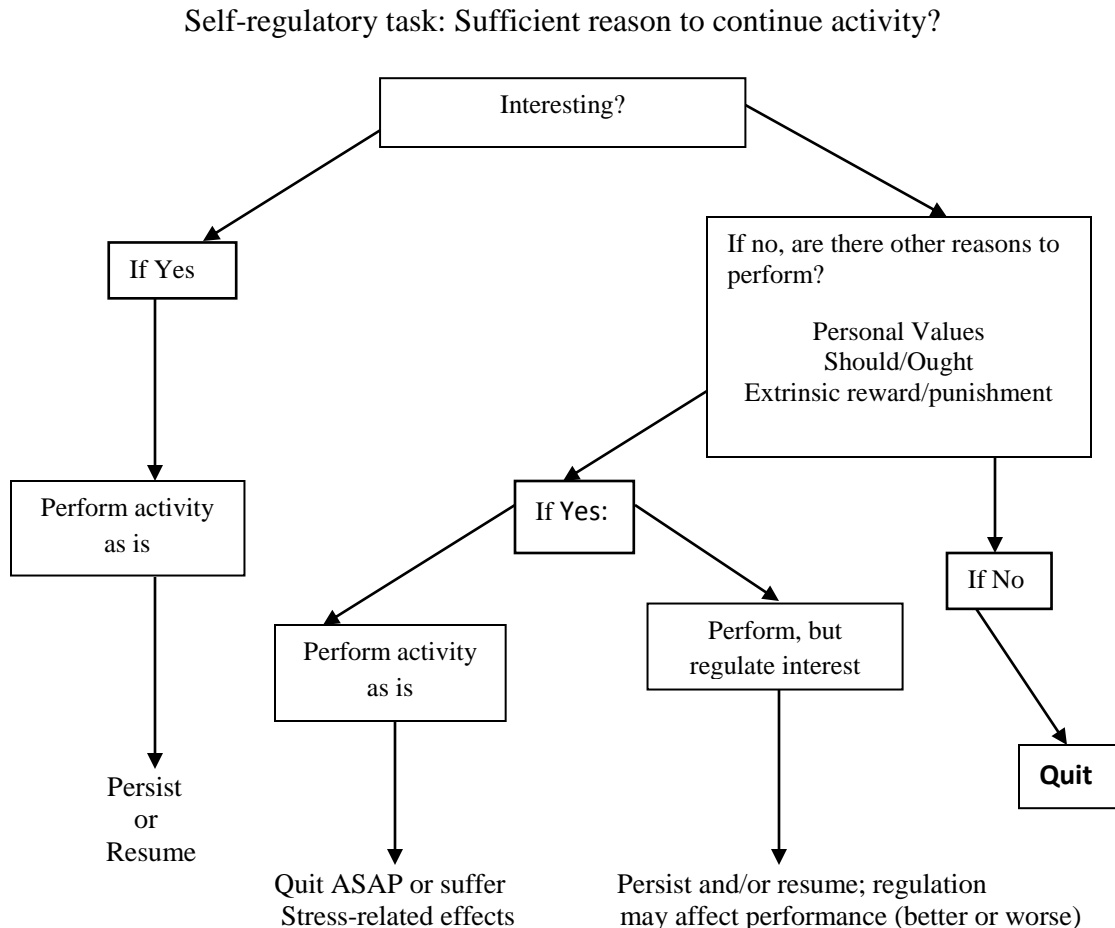 Self-regulatory task: Sufficient reason to continue activity?
Interesting?
If Yes
If no, are there other reasons to
perform?
Personal Values
Should/Ought
Extrinsic reward/punishment
Perform activity
as is
If Yes:
If No
Perform activity
as is
Perform, but
regulate interest
Quit
Persist
or
Resume
Quit ASAP or suffer
Stress-related effects
Persist and/or resume; regulation
may affect performance (better or worse)